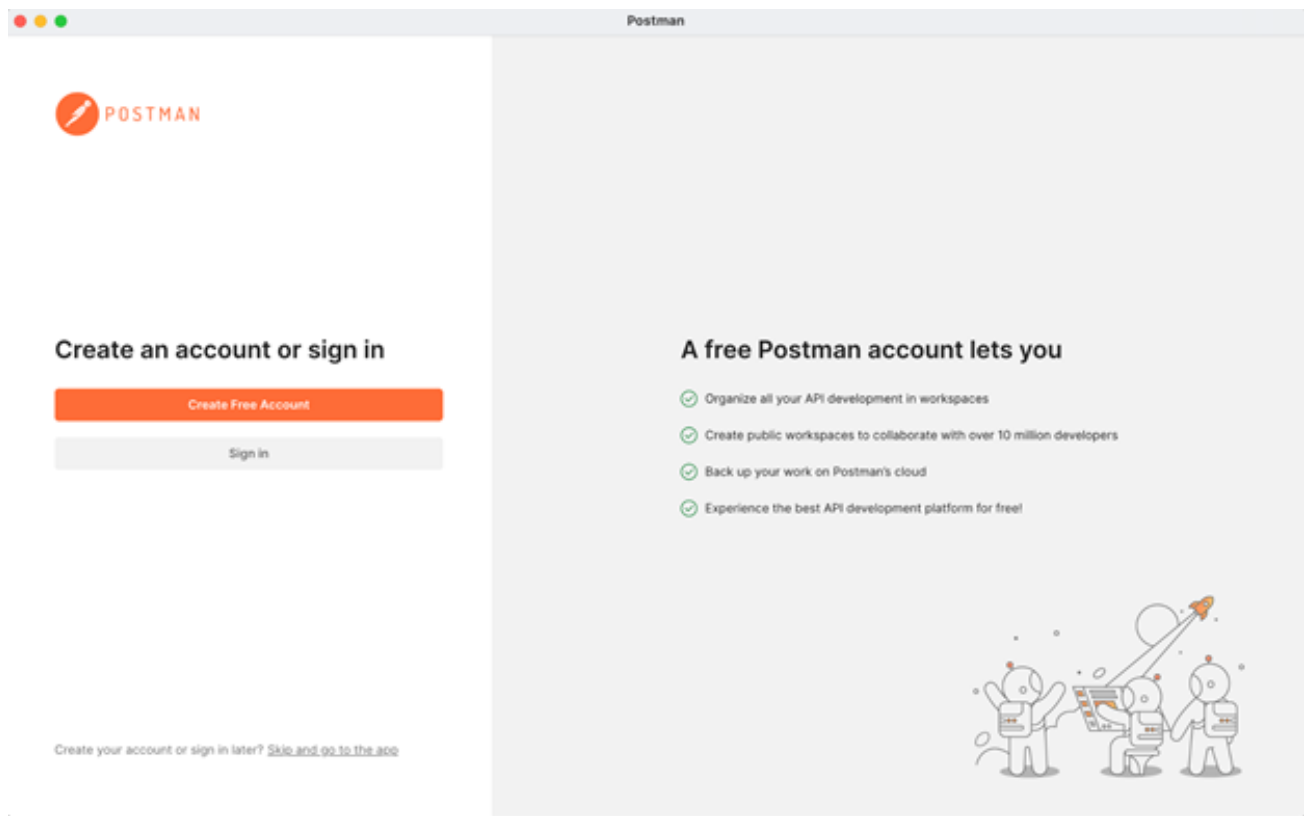 Postman
POSTMAN
Create an account or sign in
Create Free Account
Sign in
Create your account or sign in later? Skip and go to the app
A free Postman account lets you
Organize all your API development in workspaces
Create public workspaces to collaborate with over 10 million developers
Back up your work on Postman's cloud
Experience the best API development platform for free!